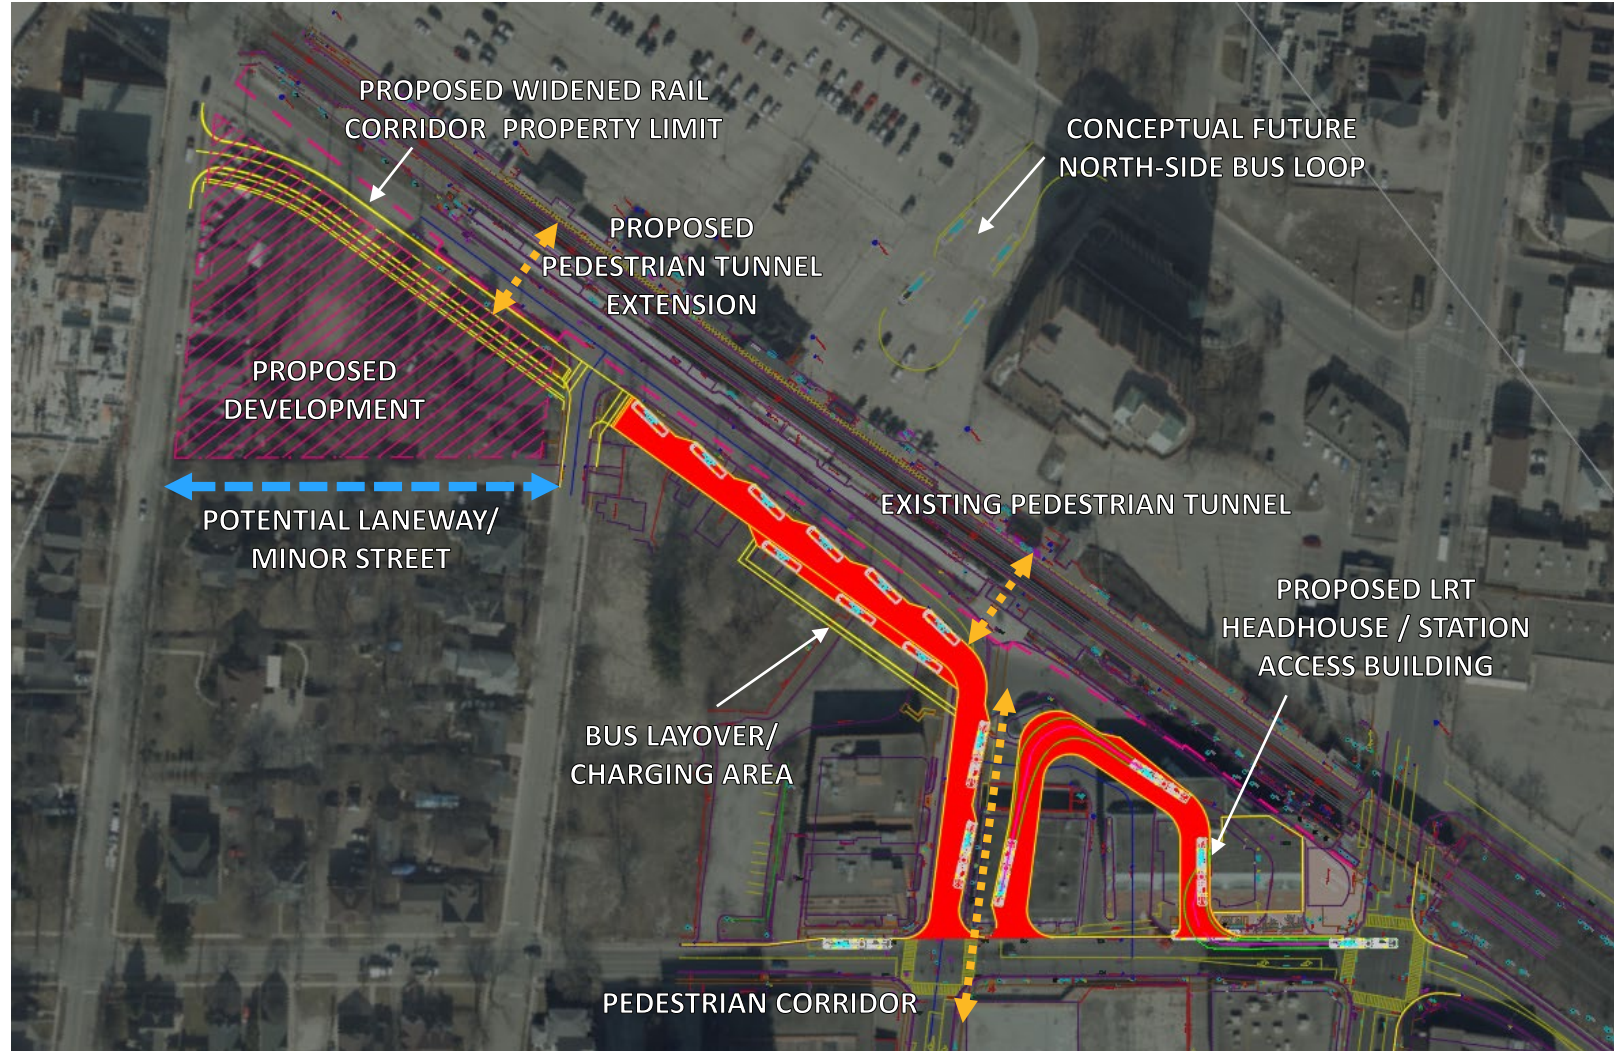 PROPOSED WIDENED RAIL
CORRIDOR PROPERTY LIMIT
CONCEPTUAL FUTURE
NORTH-SIDE BUS LOOP
PROPOSED
PEDESTRIAN TUNNEL
EXTENSION
PROPOSED
DEVELOPMENT
POTENTIAL LANEWAY/
MINOR STREET
EXISTING PEDESTRIAN TUNNEL
PROPOSED LRT
HEADHOUSE / STATION
ACCESS BUILDING
BUS LAYOVER/
CHARGING AREA
PEDESTRIAN CORRIDOR